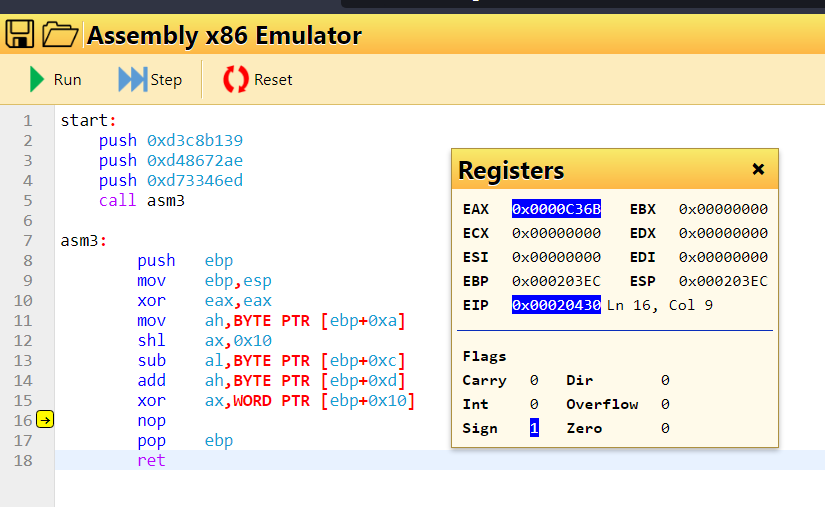 Assembly x86 Emulator
Run Step Reset
1 start:
2 push 0xd3c8b139
3 push 0xd48672ae
4 push 0xd73346ed
5 call asm3
6
7 asm3:
8 push ebp
9 mov ebp,esp
10 xor eax,eax
11 mov ah,BYTE PTR [ebp+0xa]
12 shl ax,0x10
13 sub al,BYTE PTR [ebp+0xc]
14 add ah,BYTE PTR [ebp+0xd]
15 xor ax,WORD PTR [ebp+0x10]
16 nop
17 pop ebp
18 ret
Registers ×
EAX 0x0000C36B EBX 0x00000000
ECX 0x00000000 EDX 0x00000000
ESI 0x00000000 EDI 0x00000000
EBP 0x000203EC ESP 0x000203EC
EIP 0x00020430 Ln 16, Col 9
Flags
Carry 0 Dir 0
Int 0 Overflow 0
Sign 1 Zero 0